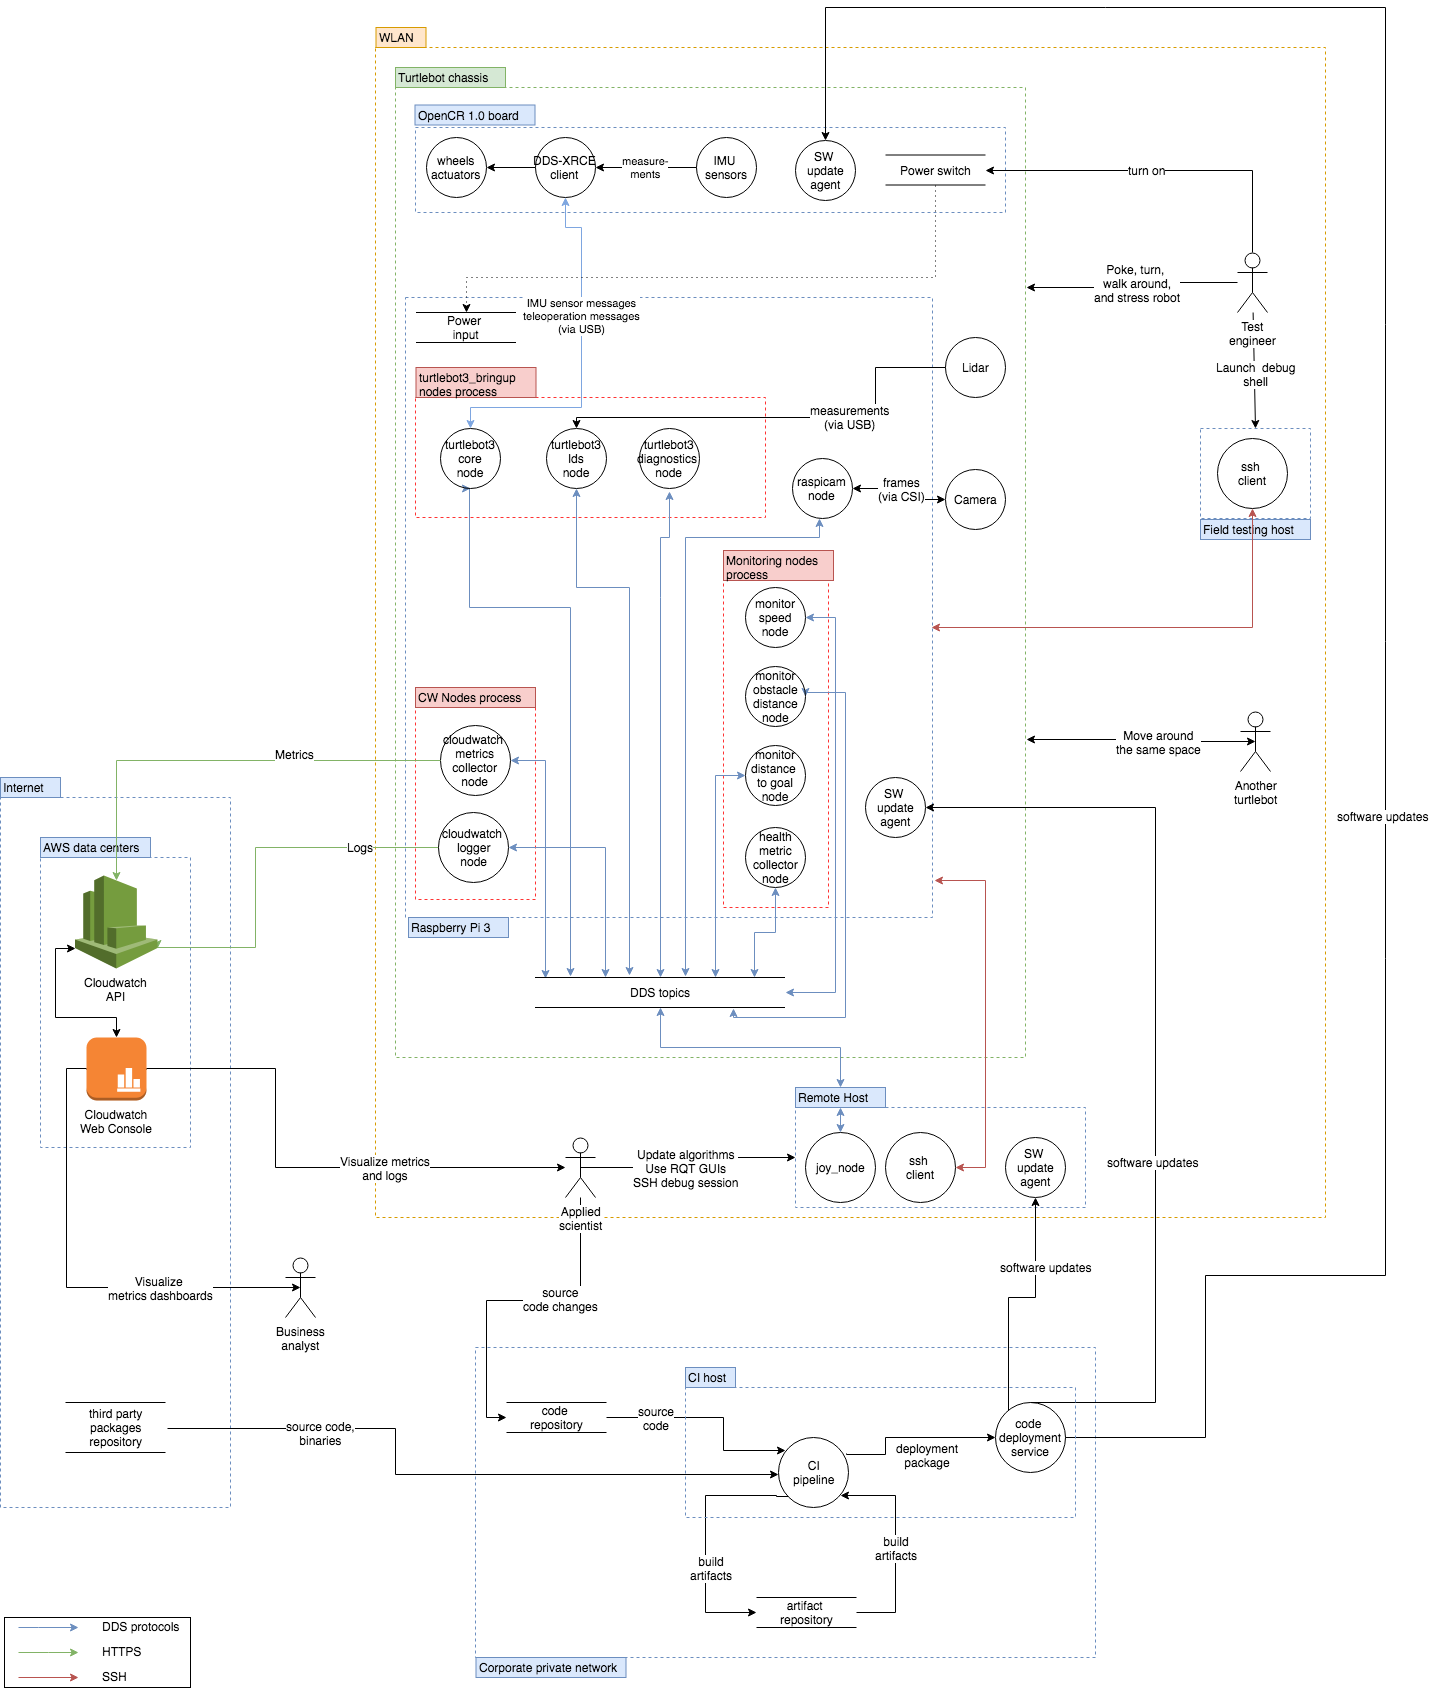 WLAN
Turtlebot chassis
OpenCR 1.0 board
wheels
actuators
DDS-XRCE
client
measure-
ments
IMU
sensors
SW
update
agent
Power switch
turn on
Poke, turn,
walk around,
and stress robot
Test
engineer
Launch debug
shell
IMU sensor messages
teleoperation messages
(via USB)
Power
input
turtlebot3_bringup
nodes process
Lidar
measurements
(via USB)
turtlebot3
core
node
turtlebot3
lds
node
turtlebot3
diagnostics
node
raspicam
node
frames
(via CSI)
Camera
ssh
client
Field testing host
Monitoring nodes
process
monitor
speed
node
monitor
obstacle
distance
node
monitor
distance
to goal
node
health
metric
collector
node
CW Nodes process
cloudwatch
metrics
collector
node
cloudwatch
logger
node
SW
update
agent
Move around
the same space
Another
turtlebot
software updates
Metrics
Logs
Internet
AWS data centers
Cloudwatch
API
Cloudwatch
Web Console
Raspberry Pi 3
DDS topics
Remote Host
joy_node
ssh
client
SW
update
agent
software updates
Visualize metrics
and logs
Update algorithms
Use RQT GUIs
SSH debug session
Applied
scientist
software updates
Visualize
metrics dashboards
Business
analyst
source
code changes
CI host
third party
packages
repository
source code,
binaries
code
repository
source
code
CI
pipeline
deployment
package
code
deployment
service
build
artifacts
build
artifacts
artifact
repository
Corporate private network
DDS protocols
HTTPS
SSH